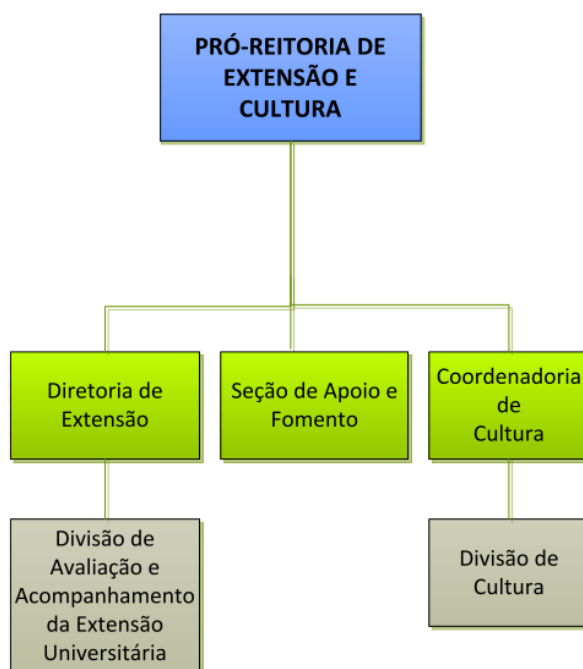 PRÓ-REITORIA DE
EXTENSÃO E
CULTURA
Diretoria de
Extensão
Seção de Apoio e
Fomento
Coordenadoria
de
Cultura
Divisão de
Avaliação e
Acompanhamento
da Extensão
Universitária
Divisão de
Cultura